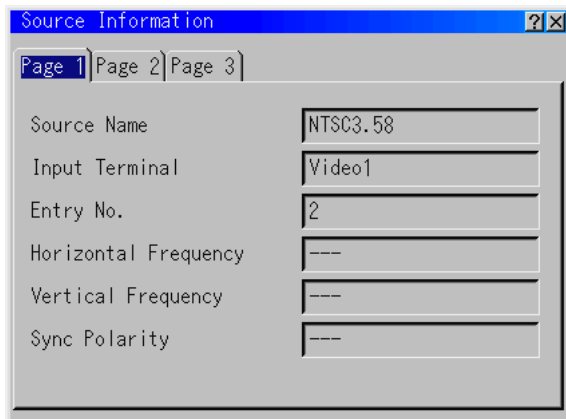 Source Information ? X
Page 1 Page 2 Page 3
Source Name NTSC3.58
Input Terminal Video1
Entry No. 2
Horizontal Frequency ---
Vertical Frequency ---
Sync Polarity ---